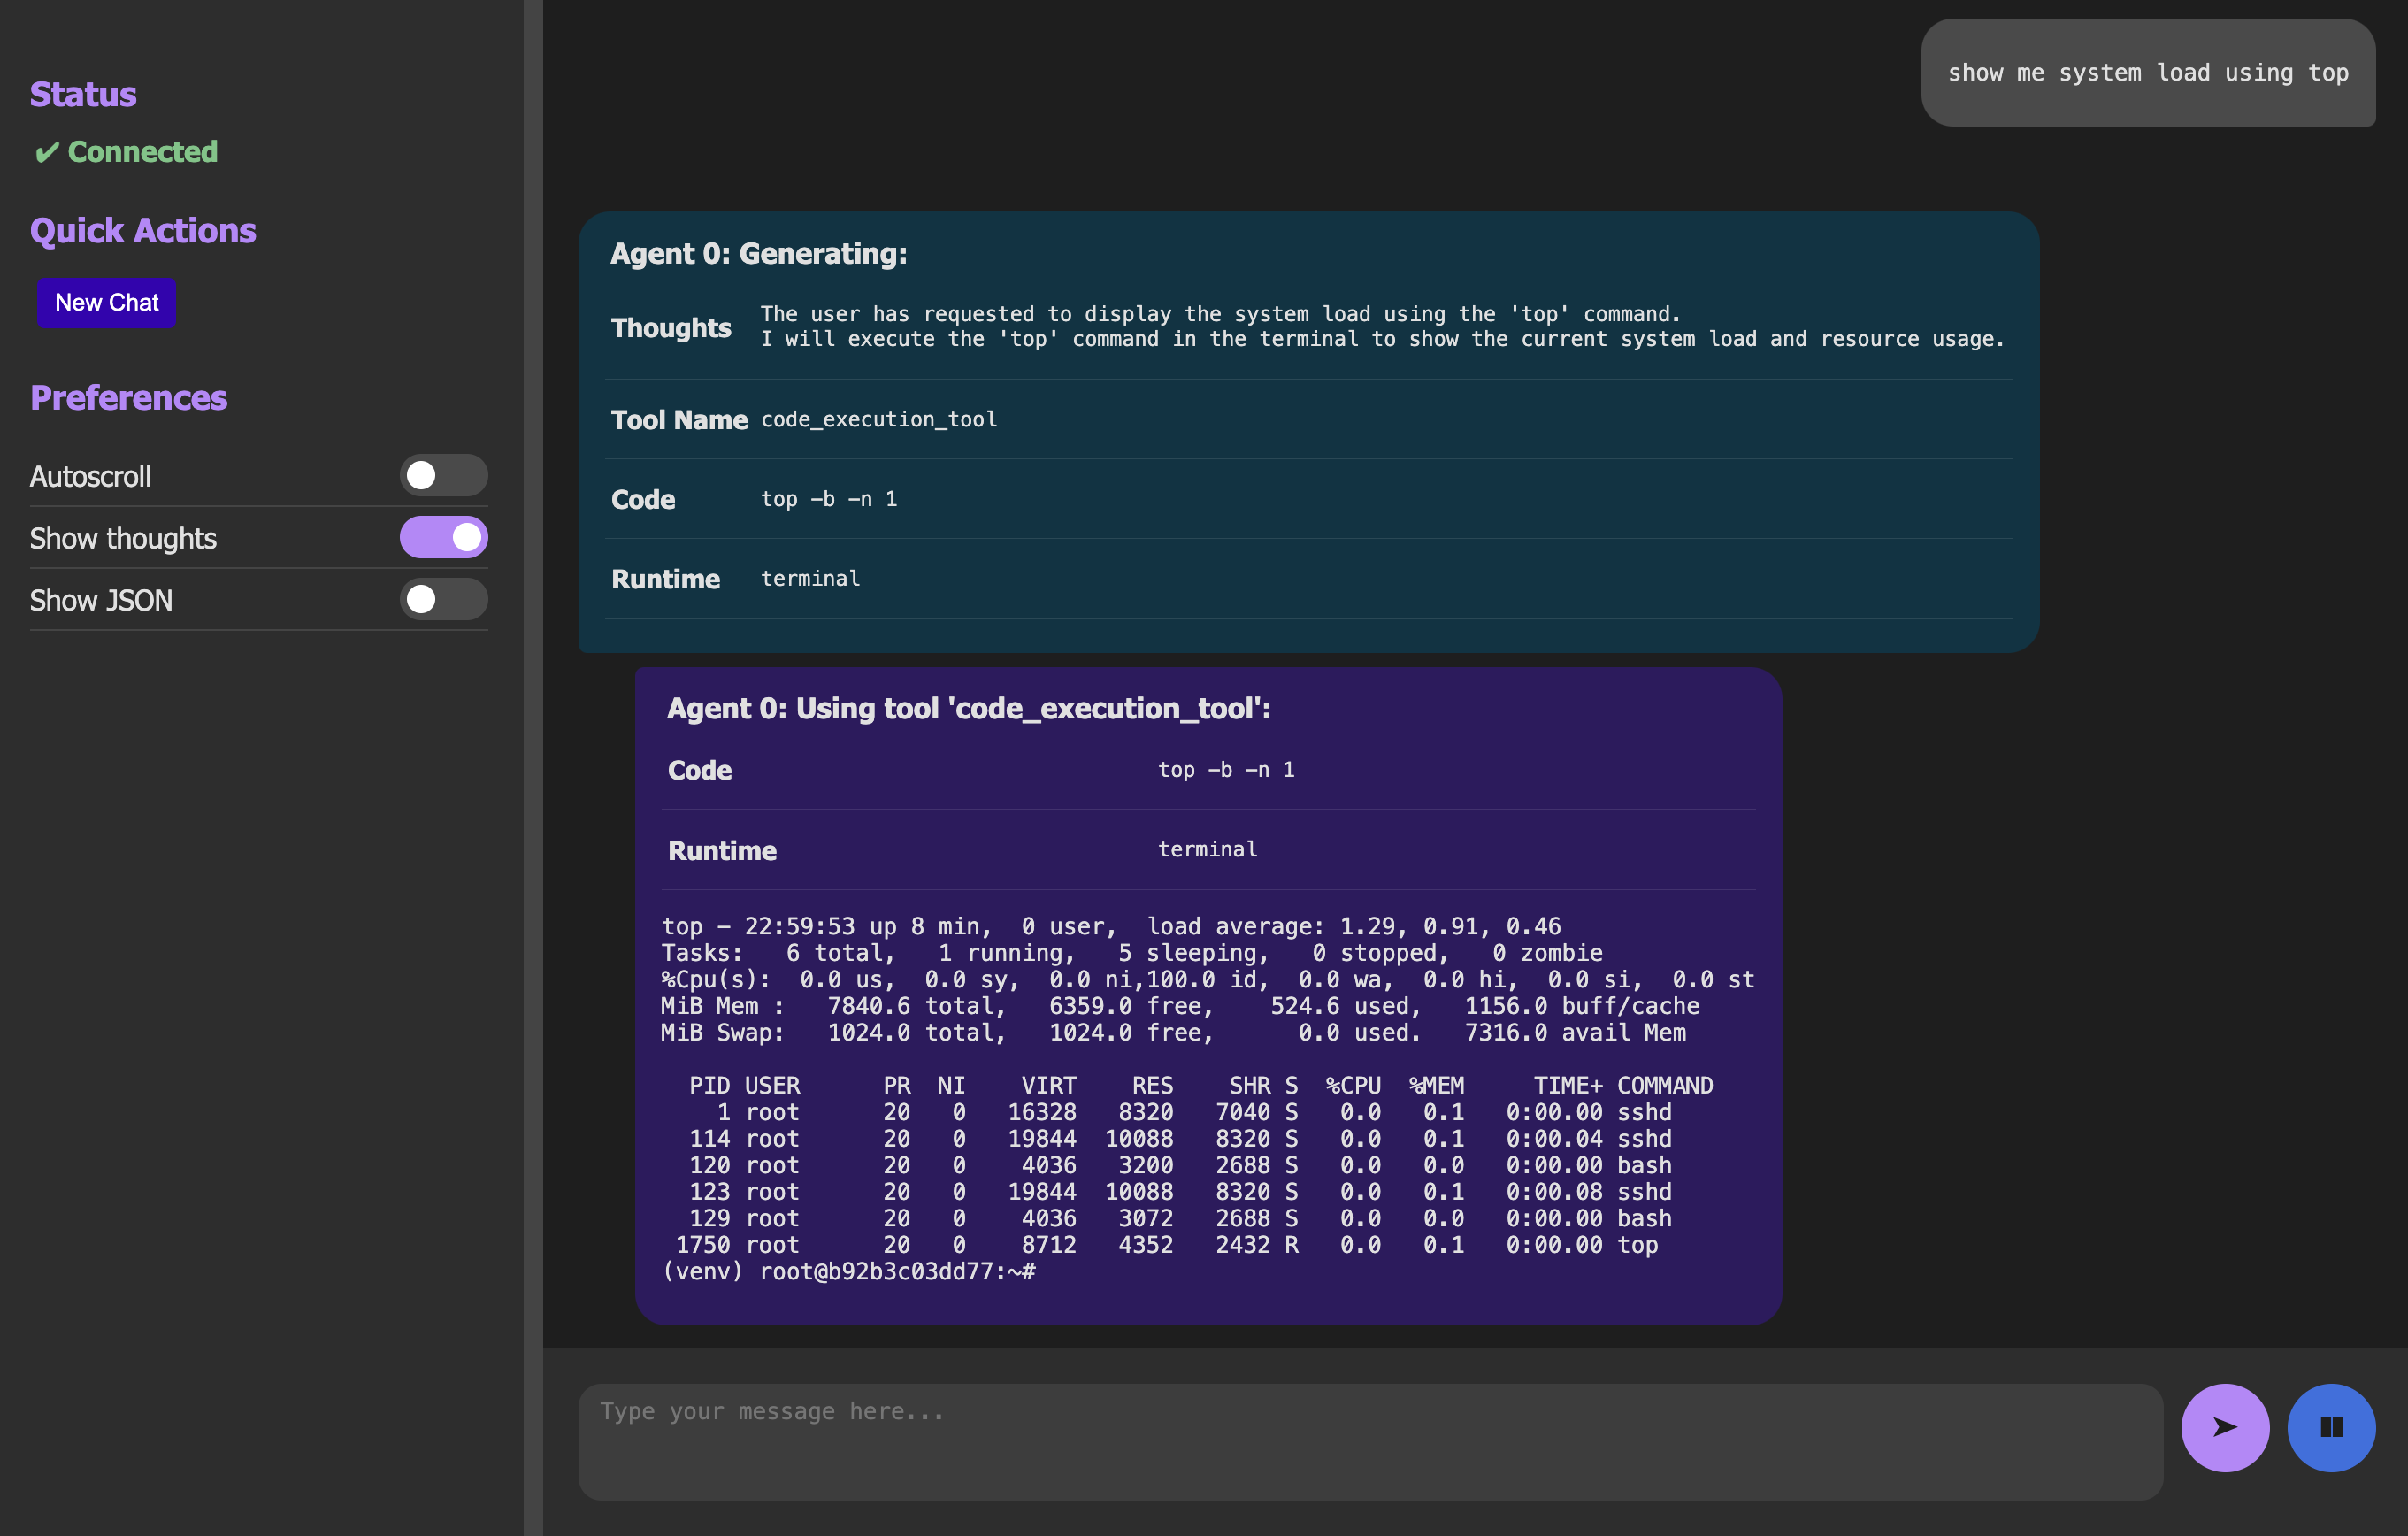 Status
✔ Connected
Quick Actions
New Chat
Preferences
Autoscroll
Show thoughts
Show JSON
show me system load using top
Agent 0: Generating:
Thoughts The user has requested to display the system load using the 'top' command.
I will execute the 'top' command in the terminal to show the current system load and resource usage.
Tool Name code_execution_tool
Code top -b -n 1
Runtime terminal
Agent 0: Using tool 'code_execution_tool':
Code top -b -n 1
Runtime terminal
top - 22:59:53 up 8 min,  0 user,  load average: 1.29, 0.91, 0.46
Tasks:   6 total,   1 running,   5 sleeping,   0 stopped,   0 zombie
%Cpu(s):  0.0 us,  0.0 sy,  0.0 ni,100.0 id,  0.0 wa,  0.0 hi,  0.0 si,  0.0 st
MiB Mem :   7840.6 total,   6359.0 free,    524.6 used,   1156.0 buff/cache
MiB Swap:   1024.0 total,   1024.0 free,      0.0 used.   7316.0 avail Mem
  PID USER      PR  NI    VIRT    RES    SHR S  %CPU  %MEM     TIME+ COMMAND
    1 root      20   0   16328   8320   7040 S   0.0   0.1   0:00.00 sshd
  114 root      20   0   19844  10088   8320 S   0.0   0.1   0:00.04 sshd
  120 root      20   0    4036   3200   2688 S   0.0   0.0   0:00.00 bash
  123 root      20   0   19844  10088   8320 S   0.0   0.1   0:00.08 sshd
  129 root      20   0    4036   3072   2688 S   0.0   0.0   0:00.00 bash
 1750 root      20   0    8712   4352   2432 R   0.0   0.1   0:00.00 top
(venv) root@b92b3c03dd77:~#
Type your message here...